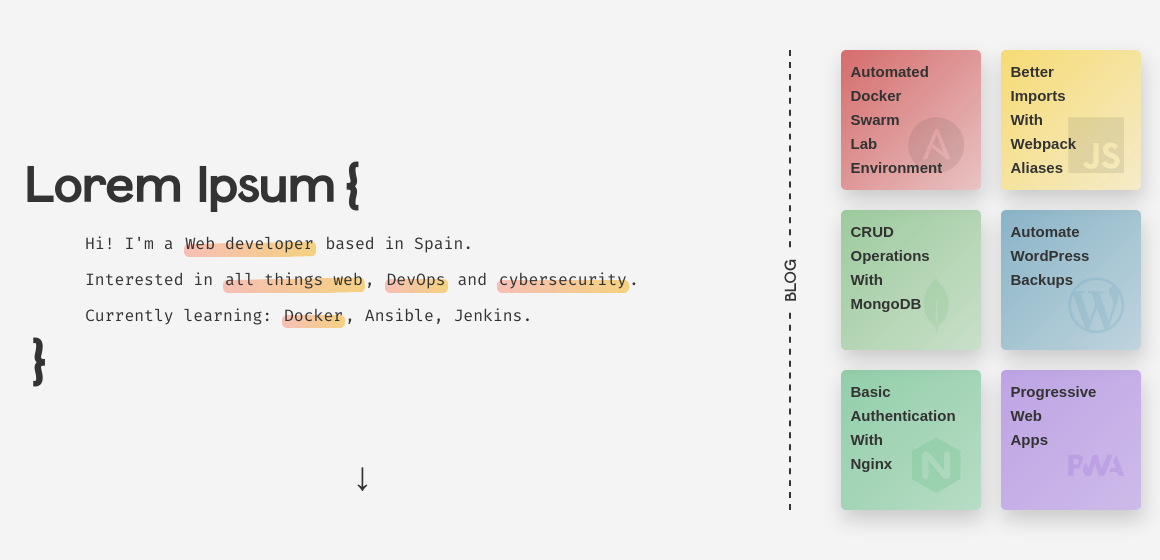 Lorem Ipsum {
Hi! I'm a Web developer based in Spain.
Interested in all things web, DevOps and cybersecurity.
Currently learning: Docker, Ansible, Jenkins.
}
↓
BLOG
Automated
Docker
Swarm
Lab
Environment
Better
Imports
With
Webpack
Aliases
JS
CRUD
Operations
With
MongoDB
Automate
WordPress
Backups
Basic
Authentication
With
Nginx
Progressive
Web
Apps
PWA